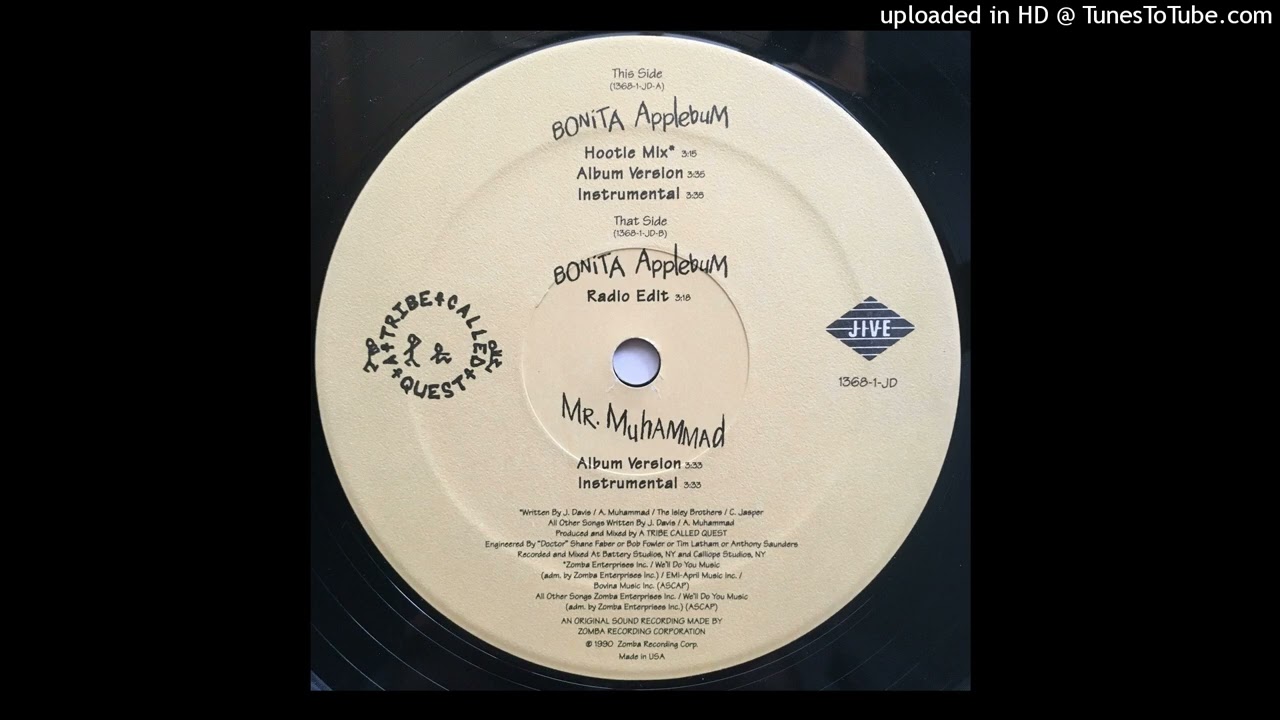 uploaded in HD @ TunesToTube.com
This Side
(1368-1-JD-A)
BONITA Applebum
Hootie Mix* 3:15
Album Version 3:35
Instrumental 3:38
That Side
(1368-1-JD-B)
BONITA Applebum
Radio Edit 3:18
A + TRIBE + CALLED + QUEST +
JIVE
1368-1-JD
MR. MuhAMMAd
Album Version 3:33
Instrumental 3:33
*Written By J. Davis / A. Muhammad / The Isley Brothers / C. Jasper
All Other Songs Written By J. Davis / A. Muhammad
Produced and Mixed by A TRIBE CALLED QUEST
Engineered By "Doctor" Shane Faber or Bob Fowler or Tim Latham or Anthony Saunders
Recorded and Mixed At Battery Studios, NY and Calliope Studios, NY
*Zomba Enterprises Inc. / We'll Do You Music
(adm. by Zomba Enterprises Inc.) / EMI-April Music Inc. /
Bovina Music Inc. (ASCAP)
All Other Songs Zomba Enterprises Inc. / We'll Do You Music
(adm. by Zomba Enterprises Inc.) (ASCAP)
AN ORIGINAL SOUND RECORDING MADE BY
ZOMBA RECORDING CORPORATION
℗ 1990 Zomba Recording Corp.
Made in USA